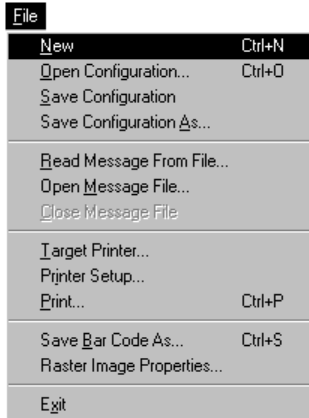 File
New Ctrl+N
Open Configuration... Ctrl+O
Save Configuration
Save Configuration As...
Read Message From File...
Open Message File...
Close Message File
Target Printer...
Printer Setup...
Print... Ctrl+P
Save Bar Code As... Ctrl+S
Raster Image Properties...
Exit